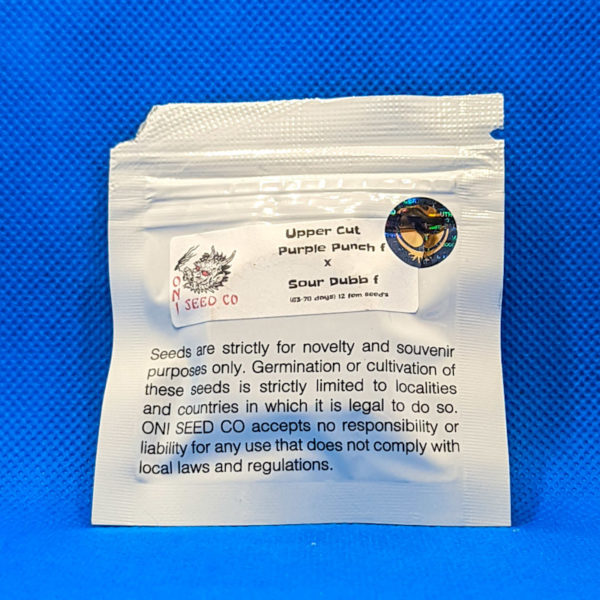 Upper Cut
Purple Punch f
x
Sour Dubb f
(63-70 days) 12 fem seeds
ONI
SEED CO
Seeds are strictly for novelty and souvenir
purposes only. Germination or cultivation of
these seeds is strictly limited to localities
and countries in which it is legal to do so.
ONI SEED CO accepts no responsibility or
liability for any use that does not comply with
local laws and regulations.